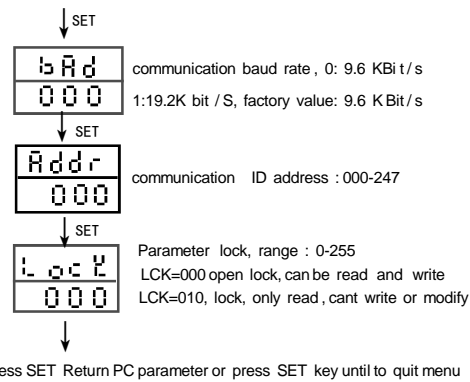 SET
bAd
000
communication baud rate , 0: 9.6 KBit/s
1:19.2K bit / S, factory value: 9.6 KBit/s
SET
Addr
000
communication ID address : 000-247
SET
LocK
000
Parameter lock, range : 0-255
LCK=000 open lock, can be read and write
LCK=010, lock, only read , cant write or modify
ess SET Return PC parameter or press SET key until to quit menu